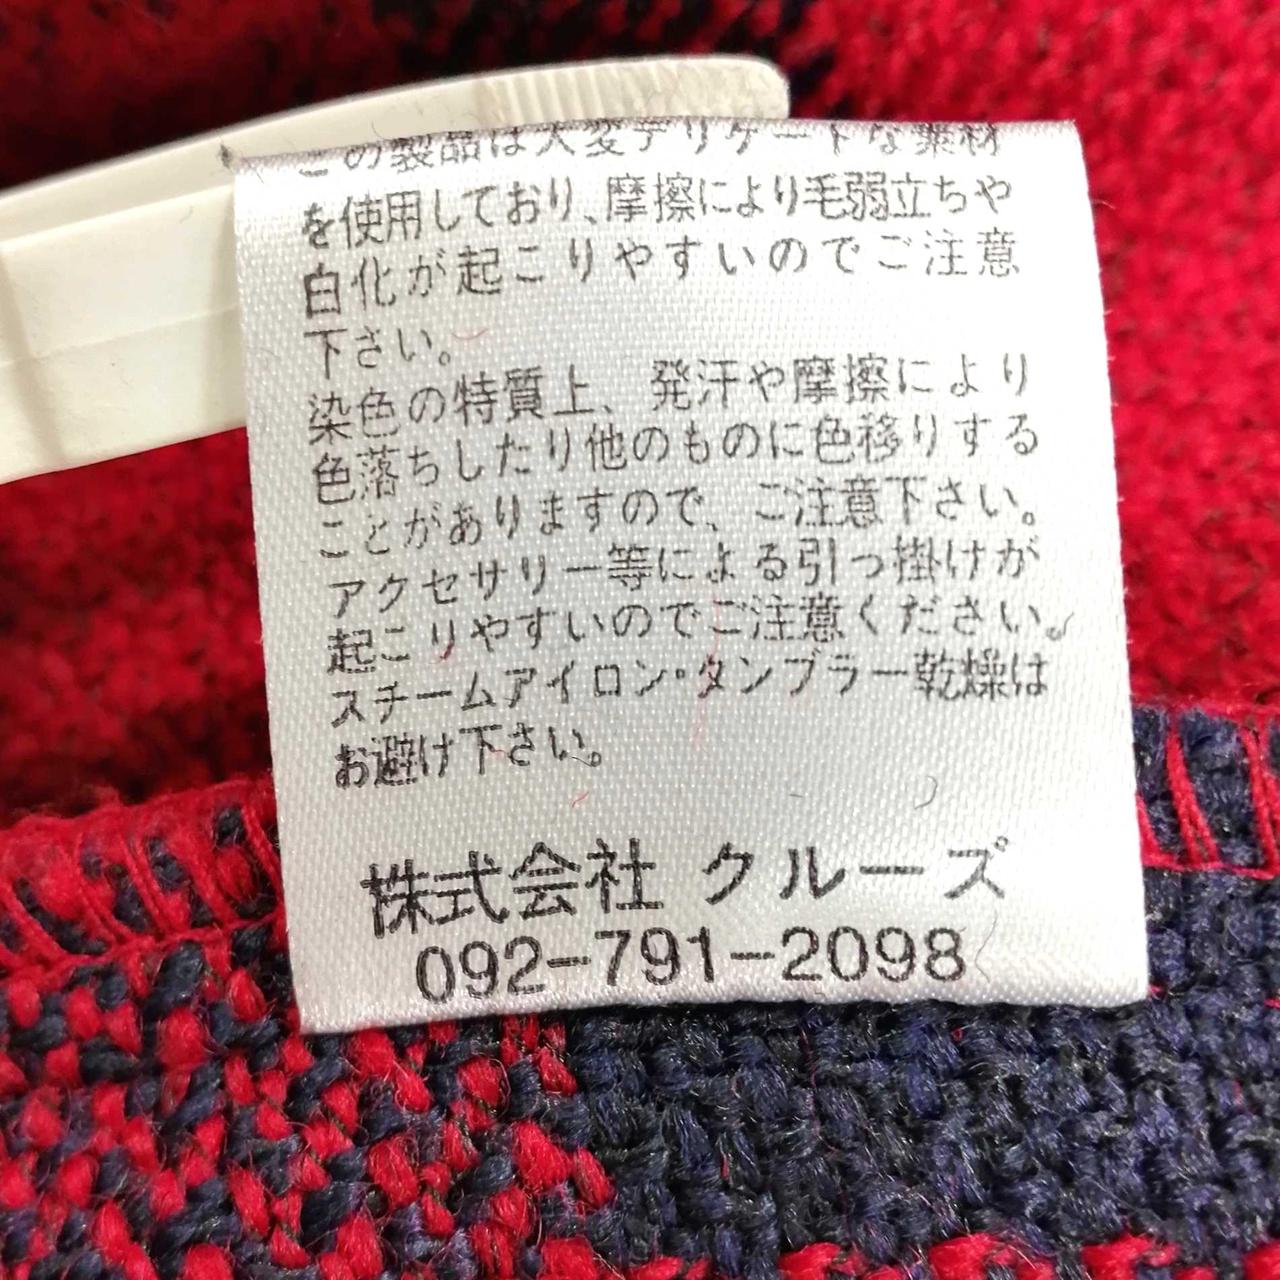 この製品は大変デリケートな素材
を使用しており、摩擦により毛弱立ちや
白化が起こりやすいのでご注意
下さい。
染色の特質上、発汗や摩擦により
色落ちしたり他のものに色移りする
ことがありますので、ご注意下さい。
アクセサリー等による引っ掛けが
起こりやすいのでご注意ください。
スチームアイロン・タンブラー乾燥は
お避け下さい。
株式会社 クルーズ
092-791-2098